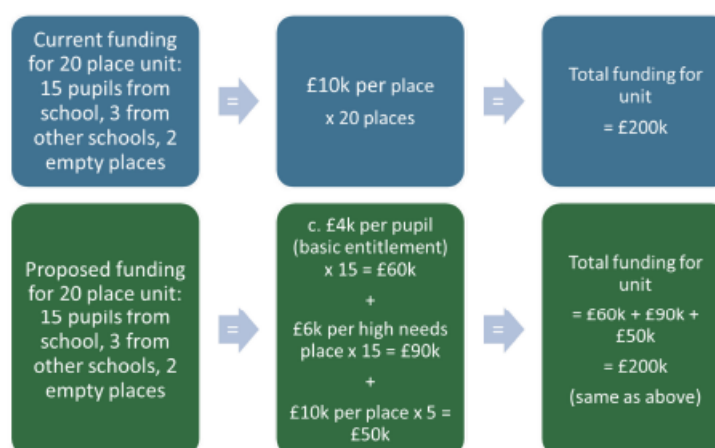 Current funding
for 20 place unit:
15 pupils from
school, 3 from
other schools, 2
empty places
=
£10k per place
x 20 places
=
Total funding for
unit
= £200k
Proposed funding
for 20 place unit:
15 pupils from
school, 3 from
other schools, 2
empty places
=
c. £4k per pupil
(basic entitlement)
x 15 = £60k
+
£6k per high needs
place x 15 = £90k
+
£10k per place x 5 =
£50k
=
Total funding for
unit
= £60k + £90k +
£50k
= £200k
(same as above)